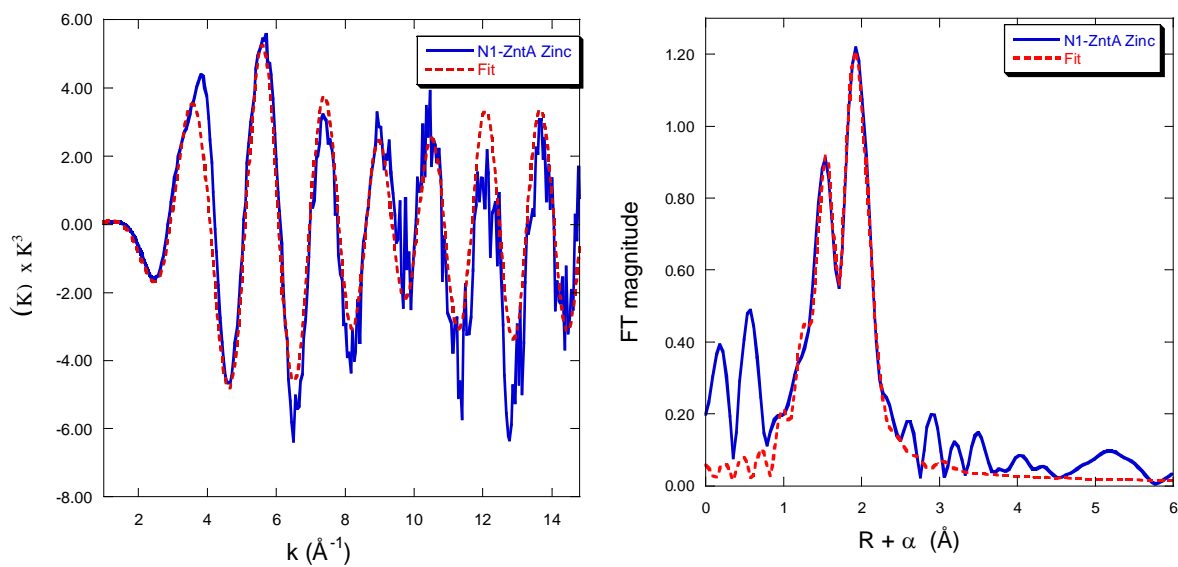 6.00
4.00
2.00
0.00
-2.00
-4.00
-6.00
-8.00
(K) x K³
2 4 6 8 10 12 14
k (Å⁻¹)
N1-ZntA Zinc
Fit
1.20
1.00
0.80
0.60
0.40
0.20
0.00
FT magnitude
0 1 2 3 4 5 6
R + α (Å)
N1-ZntA Zinc
Fit